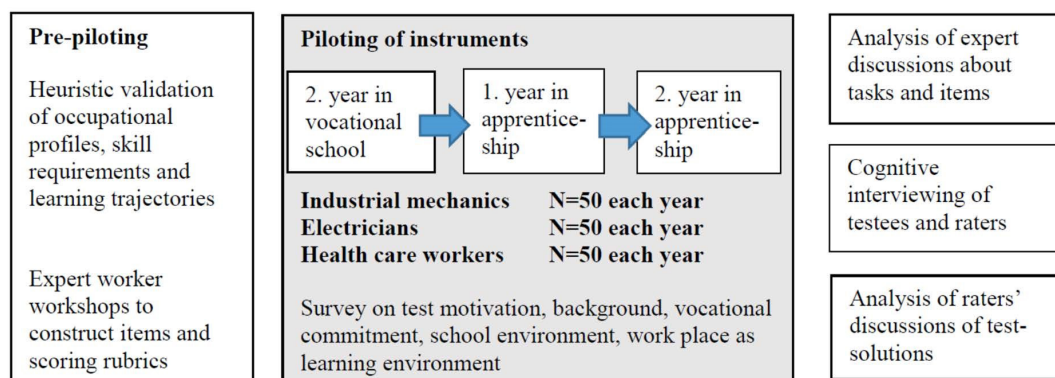 Pre-piloting
Heuristic validation
of occupational
profiles, skill
requirements and
learning trajectories
Expert worker
workshops to
construct items and
scoring rubrics
Piloting of instruments
2. year in
vocational
school
1. year in
apprentice-
ship
2. year in
apprentice-
ship
Industrial mechanics N=50 each year
Electricians N=50 each year
Health care workers N=50 each year
Survey on test motivation, background, vocational
commitment, school environment, work place as
learning environment
Analysis of expert
discussions about
tasks and items
Cognitive
interviewing of
testees and raters
Analysis of raters’
discussions of test-
solutions